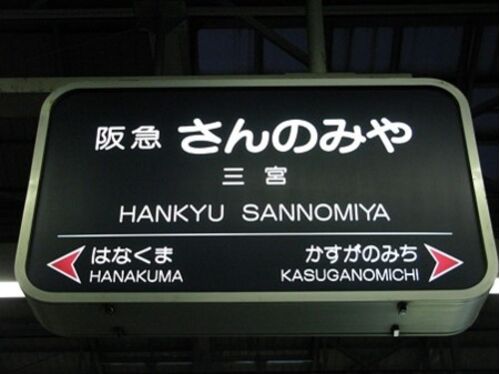 阪急 さんのみや
三宮
HANKYU SANNOMIYA
はなくま かすがのみち
HANAKUMA KASUGANOMICHI